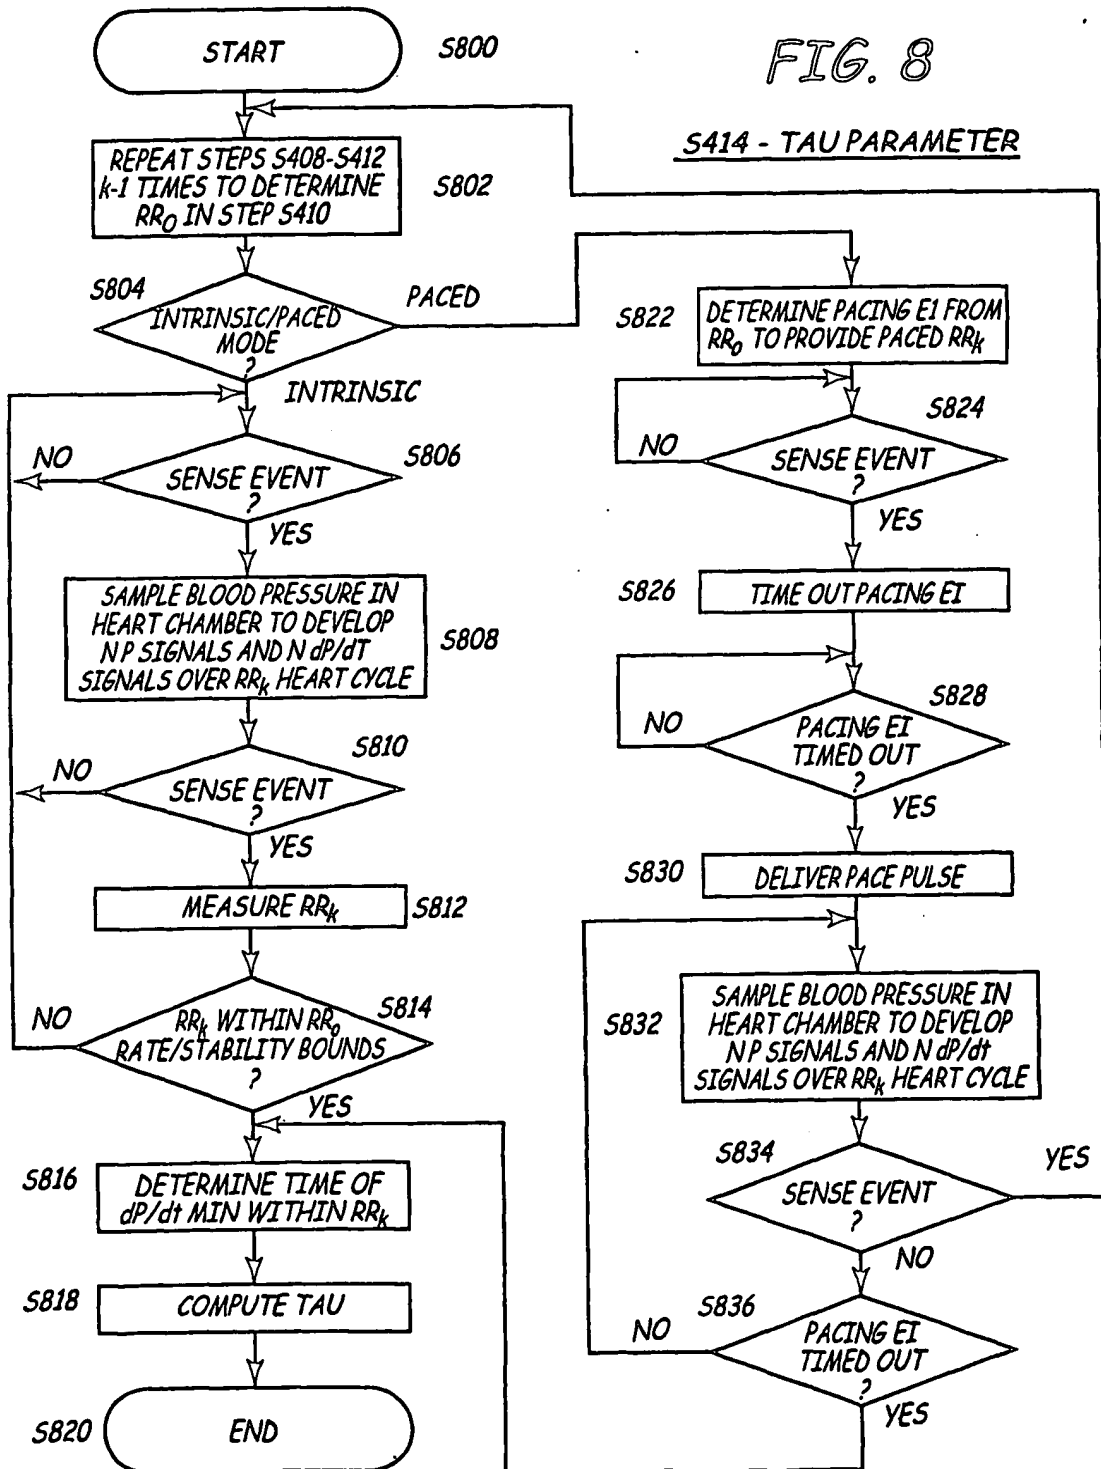 START
S800
FIG. 8
S414 - TAU PARAMETER
REPEAT STEPS S408-S412
k-1 TIMES TO DETERMINE
RR₀ IN STEP S410
S802
S804
INTRINSIC/PACED
MODE
?
PACED
INTRINSIC
NO
SENSE EVENT
?
S806
YES
SAMPLE BLOOD PRESSURE IN
HEART CHAMBER TO DEVELOP
N P SIGNALS AND N dP/dT
SIGNALS OVER RRₖ HEART CYCLE
S808
NO
SENSE EVENT
?
S810
YES
MEASURE RRₖ
S812
NO
RRₖ WITHIN RR₀
RATE/STABILITY BOUNDS
?
S814
YES
S816
DETERMINE TIME OF
dP/dt MIN WITHIN RRₖ
S818
COMPUTE TAU
S820
END
S822
DETERMINE PACING EI FROM
RR₀ TO PROVIDE PACED RRₖ
S824
NO
SENSE EVENT
?
YES
S826
TIME OUT PACING EI
S828
NO
PACING EI
TIMED OUT
?
YES
S830
DELIVER PACE PULSE
S832
SAMPLE BLOOD PRESSURE IN
HEART CHAMBER TO DEVELOP
N P SIGNALS AND N dP/dt
SIGNALS OVER RRₖ HEART CYCLE
S834
SENSE EVENT
?
YES
NO
S836
NO
PACING EI
TIMED OUT
?
YES